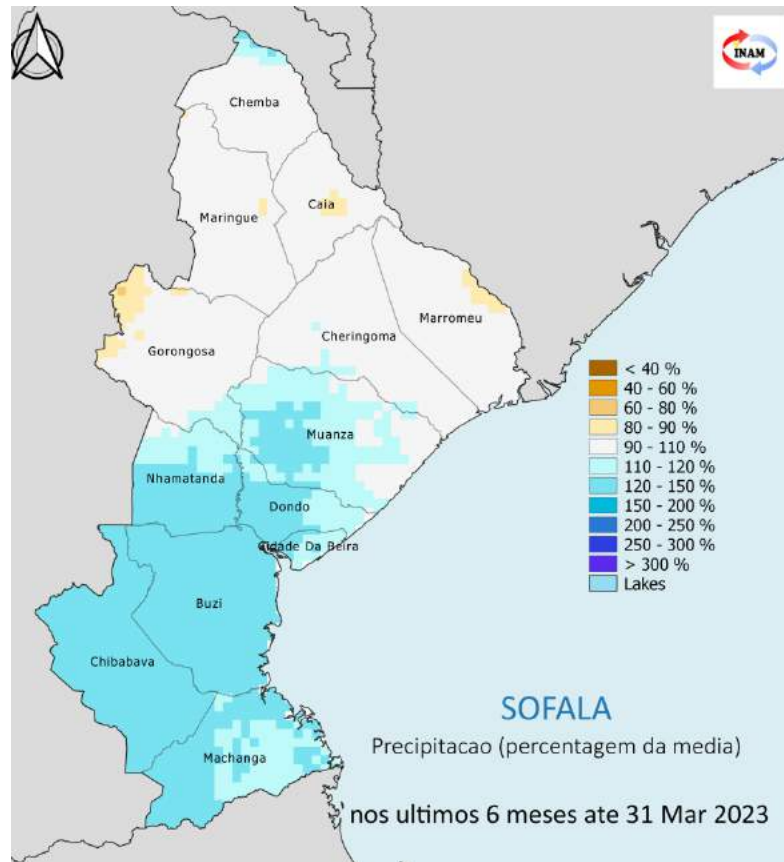 INAM
Chemba
Caia
Maringue
Marromeu
Cheringoma
Gorongosa
Muanza
Nhamatanda
Dondo
Cidade Da Beira
Buzi
Chibabava
Machanga
< 40 %
40 - 60 %
60 - 80 %
80 - 90 %
90 - 110 %
110 - 120 %
120 - 150 %
150 - 200 %
200 - 250 %
250 - 300 %
> 300 %
Lakes
SOFALA
Precipitacao (percentagem da media)
nos ultimos 6 meses ate 31 Mar 2023